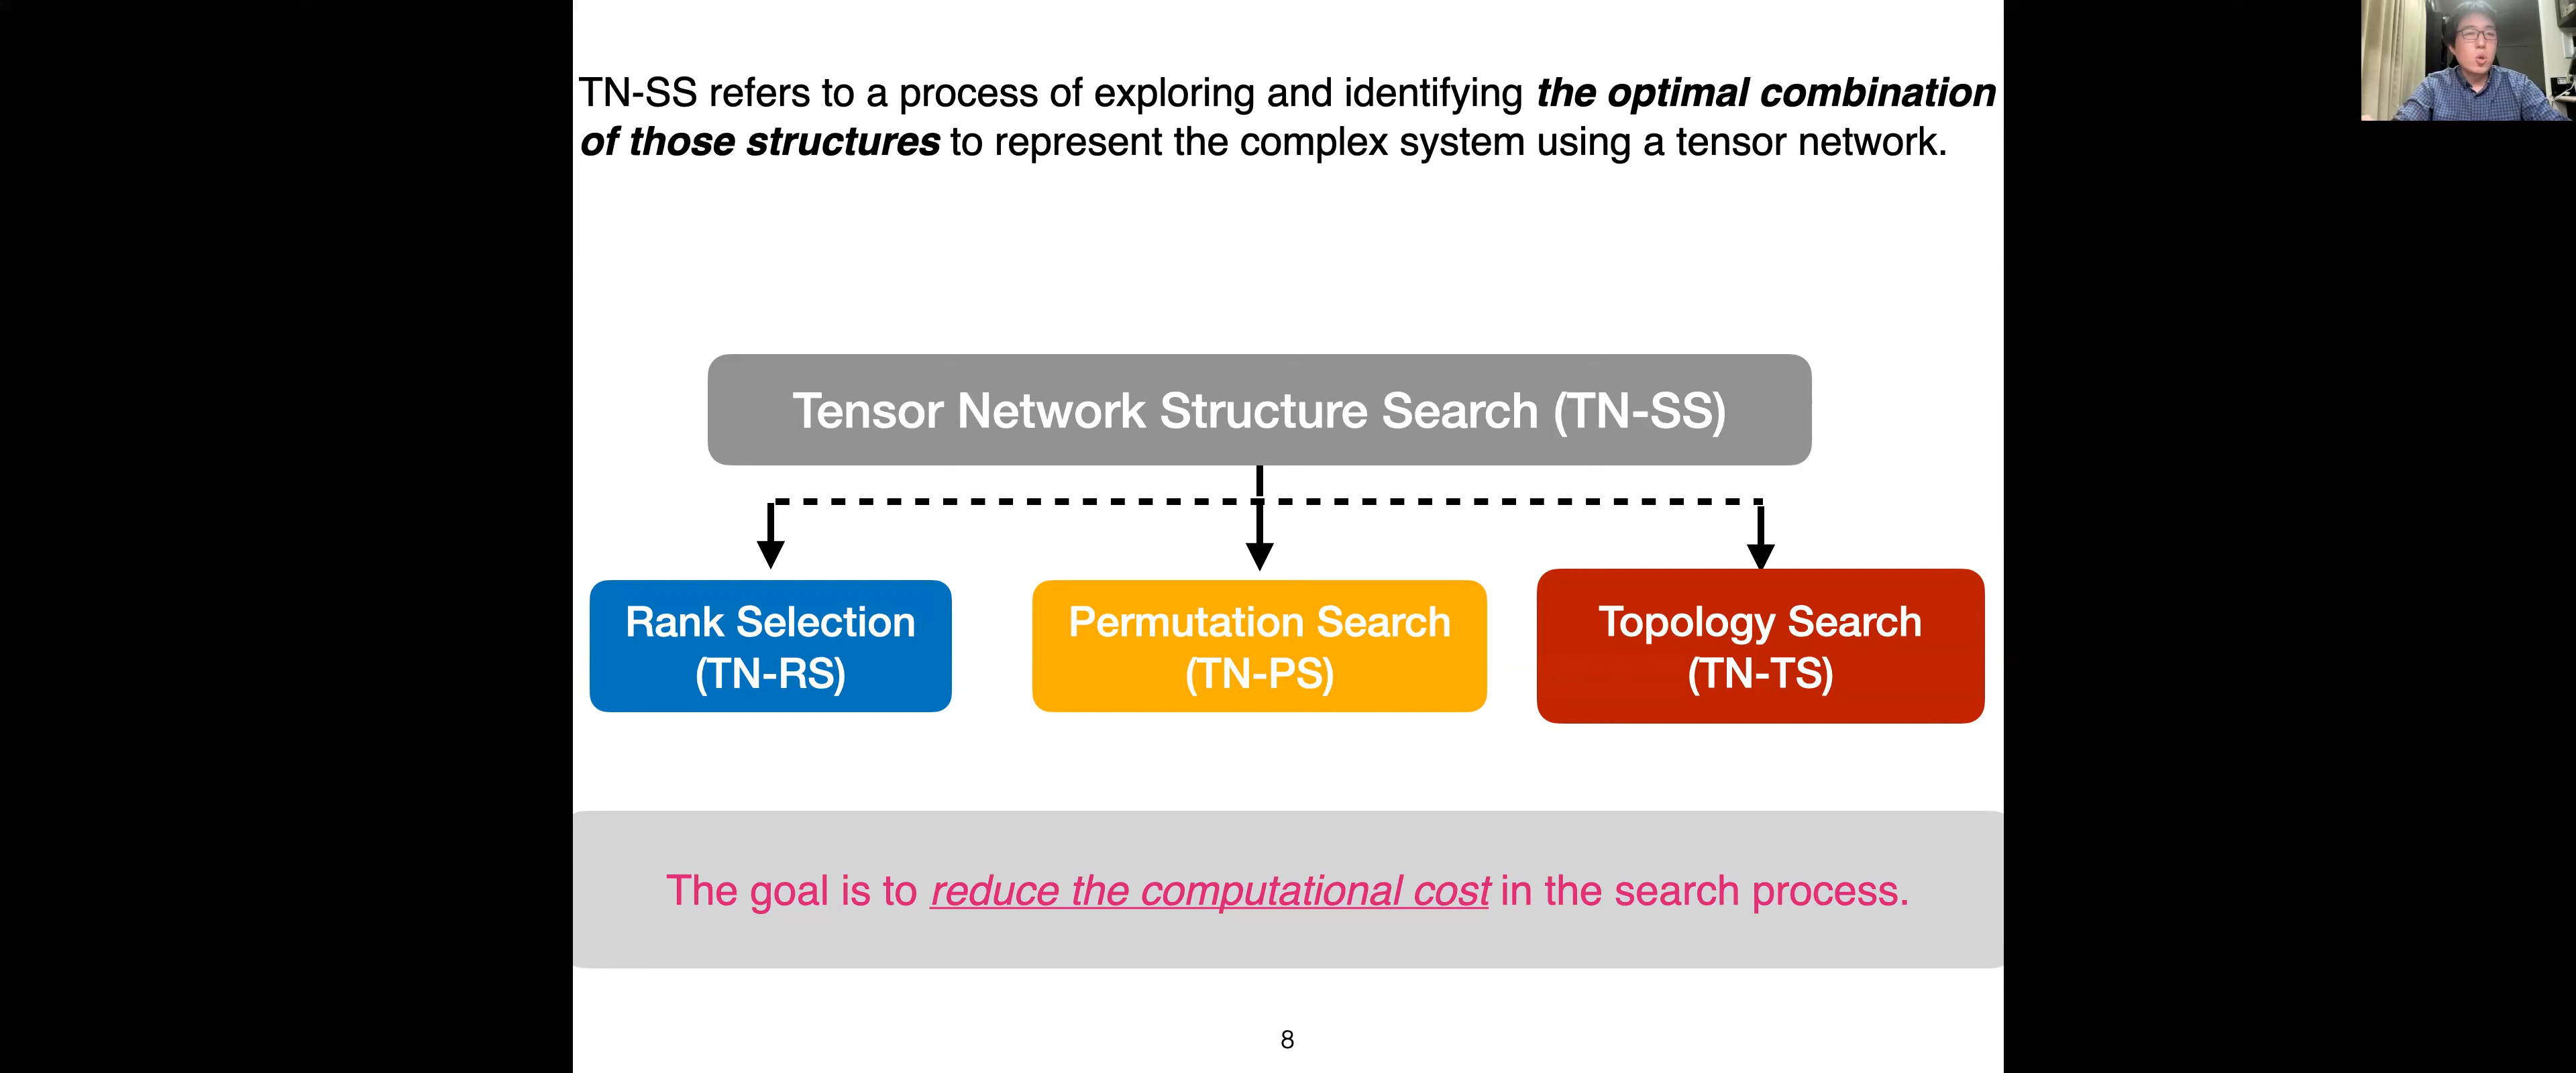 TN-SS refers to a process of exploring and identifying the optimal combination
of those structures to represent the complex system using a tensor network.
Tensor Network Structure Search (TN-SS)
Rank Selection
(TN-RS)
Permutation Search
(TN-PS)
Topology Search
(TN-TS)
The goal is to reduce the computational cost in the search process.
8